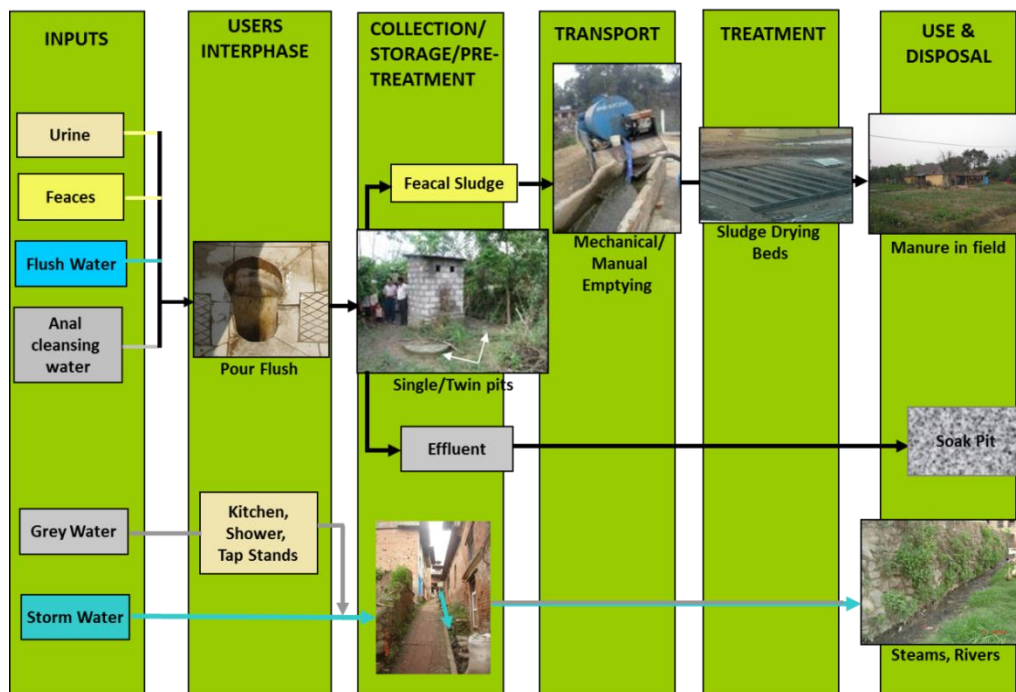 INPUTS
USERS
INTERPHASE
COLLECTION/
STORAGE/PRE-
TREATMENT
TRANSPORT
TREATMENT
USE &
DISPOSAL
Urine
Feaces
Flush Water
Anal
cleansing
water
Pour Flush
Feacal Sludge
Single/Twin pits
Mechanical/
Manual
Emptying
Sludge Drying
Beds
Manure in field
Effluent
Soak Pit
Grey Water
Kitchen,
Shower,
Tap Stands
Storm Water
Steams, Rivers